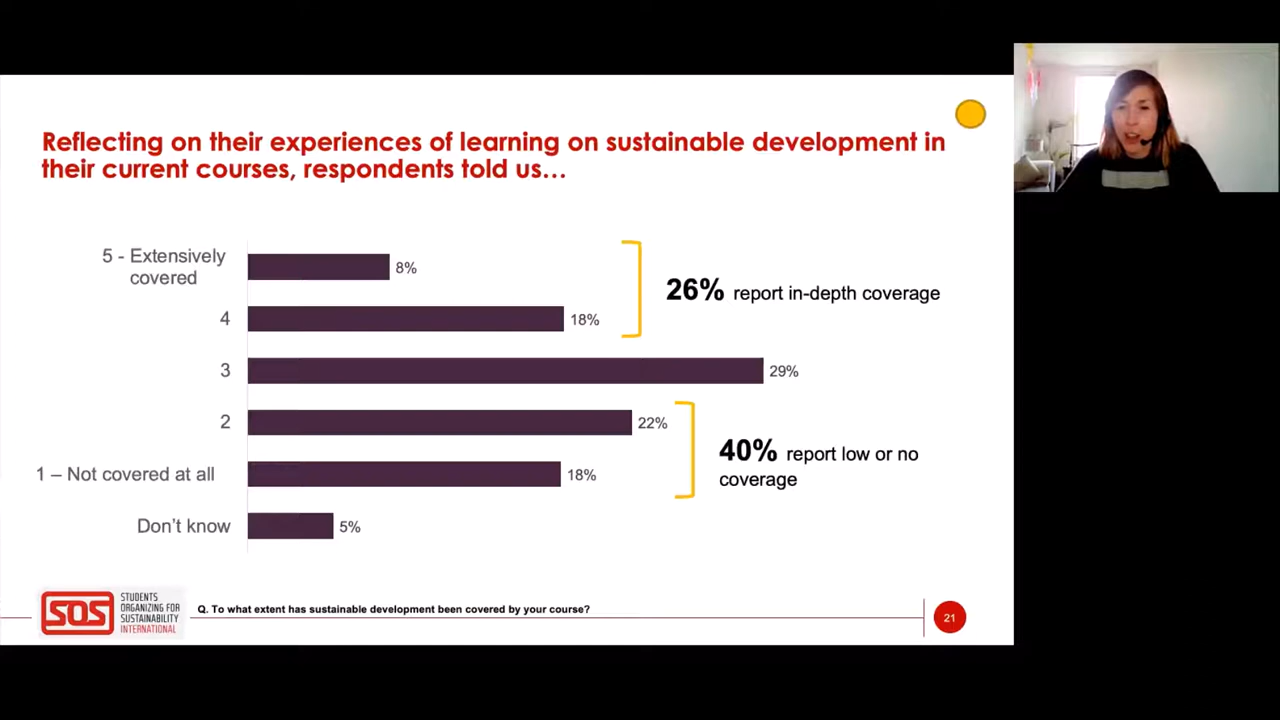 Reflecting on their experiences of learning on sustainable development in
their current courses, respondents told us…
5 - Extensively
covered
8%
4
18%
26% report in-depth coverage
3
29%
2
22%
1 – Not covered at all
18%
40% report low or no
coverage
Don't know
5%
SOS
STUDENTS
ORGANIZING FOR
SUSTAINABILITY
INTERNATIONAL
Q. To what extent has sustainable development been covered by your course?
21